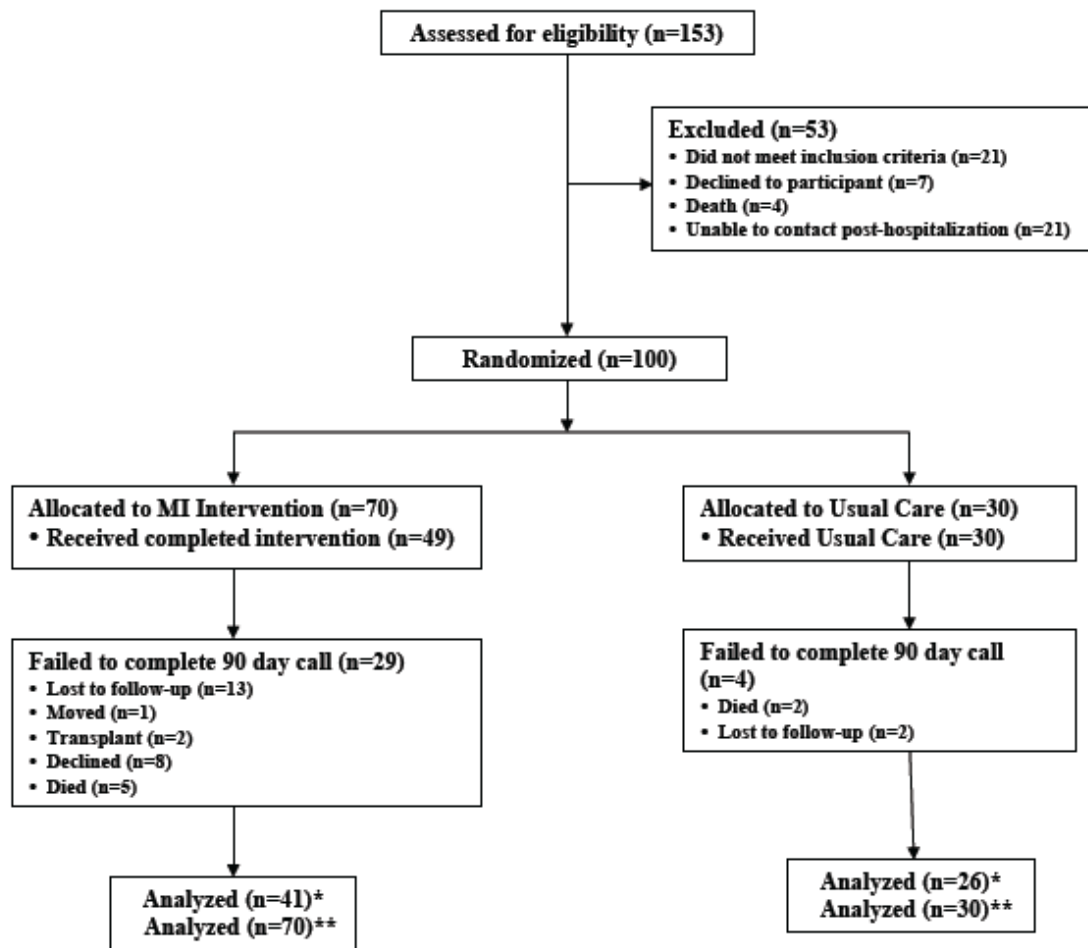 Assessed for eligibility (n=153)
Excluded (n=53)
• Did not meet inclusion criteria (n=21)
• Declined to participant (n=7)
• Death (n=4)
• Unable to contact post-hospitalization (n=21)
Randomized (n=100)
Allocated to MI Intervention (n=70)
• Received completed intervention (n=49)
Allocated to Usual Care (n=30)
• Received Usual Care (n=30)
Failed to complete 90 day call (n=29)
• Lost to follow-up (n=13)
• Moved (n=1)
• Transplant (n=2)
• Declined (n=8)
• Died (n=5)
Failed to complete 90 day call
(n=4)
• Died (n=2)
• Lost to follow-up (n=2)
Analyzed (n=41)*
Analyzed (n=70)**
Analyzed (n=26)*
Analyzed (n=30)**